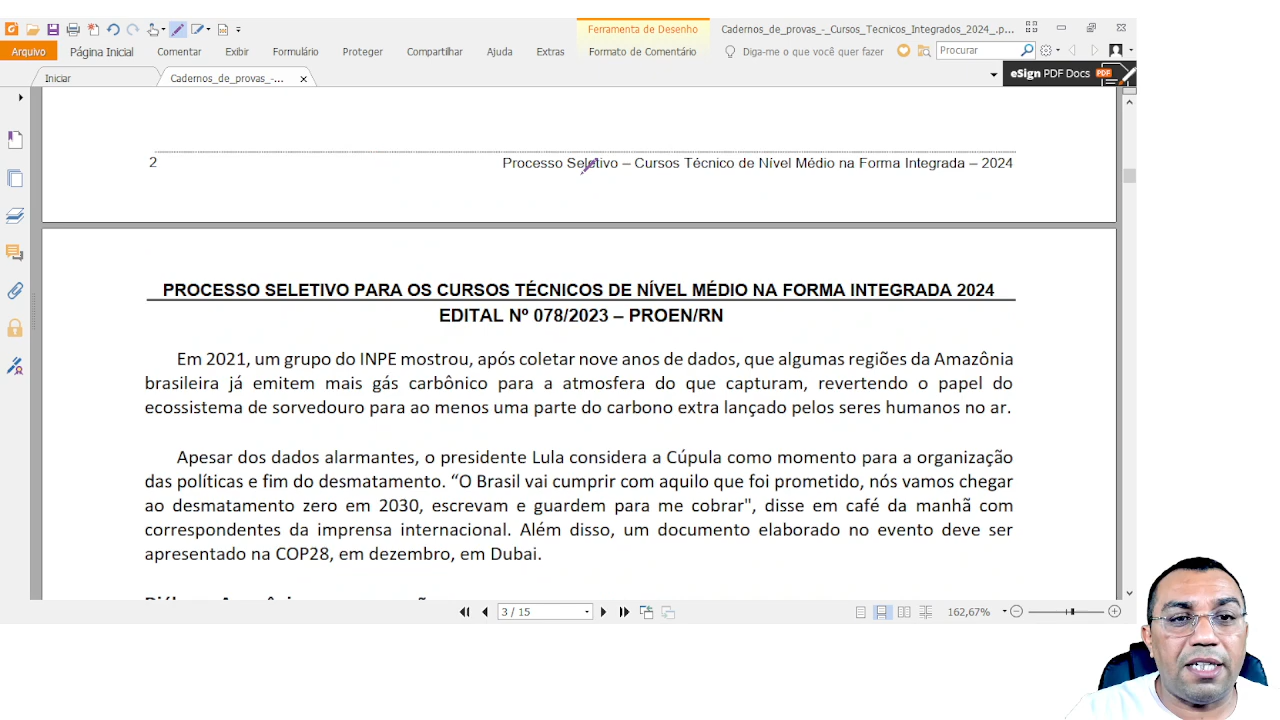 Ferramenta de Desenho
Cadernos_de_provas_-_Cursos_Tecnicos_Integrados_2024_.p...
Arquivo Página Inicial Comentar Exibir Formulário Proteger Compartilhar Ajuda Extras Formato de Comentário Diga-me o que você quer fazer Procurar
Iniciar Cadernos_de_provas_-... eSign PDF Docs PDF
2 Processo Seletivo – Cursos Técnico de Nível Médio na Forma Integrada – 2024
PROCESSO SELETIVO PARA OS CURSOS TÉCNICOS DE NÍVEL MÉDIO NA FORMA INTEGRADA 2024
EDITAL Nº 078/2023 – PROEN/RN
Em 2021, um grupo do INPE mostrou, após coletar nove anos de dados, que algumas regiões da Amazônia
brasileira já emitem mais gás carbônico para a atmosfera do que capturam, revertendo o papel do
ecossistema de sorvedouro para ao menos uma parte do carbono extra lançado pelos seres humanos no ar.
Apesar dos dados alarmantes, o presidente Lula considera a Cúpula como momento para a organização
das políticas e fim do desmatamento. “O Brasil vai cumprir com aquilo que foi prometido, nós vamos chegar
ao desmatamento zero em 2030, escrevam e guardem para me cobrar", disse em café da manhã com
correspondentes da imprensa internacional. Além disso, um documento elaborado no evento deve ser
apresentado na COP28, em dezembro, em Dubai.
3 / 15 162,67%